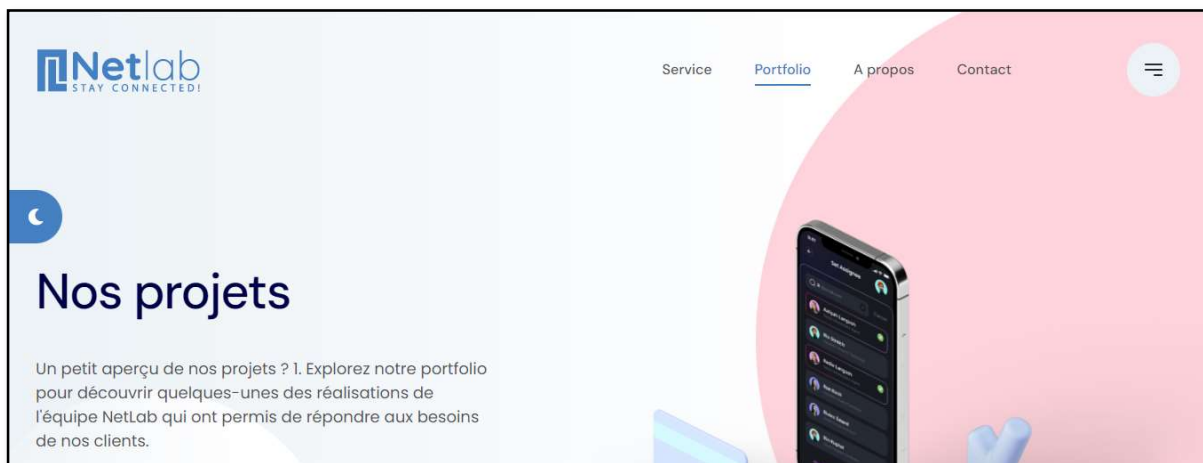 Netlab
STAY CONNECTED!
Service Portfolio A propos Contact
Nos projets
Un petit aperçu de nos projets ? 1. Explorez notre portfolio
pour découvrir quelques-unes des réalisations de
l'équipe NetLab qui ont permis de répondre aux besoins
de nos clients.
Set Assignee